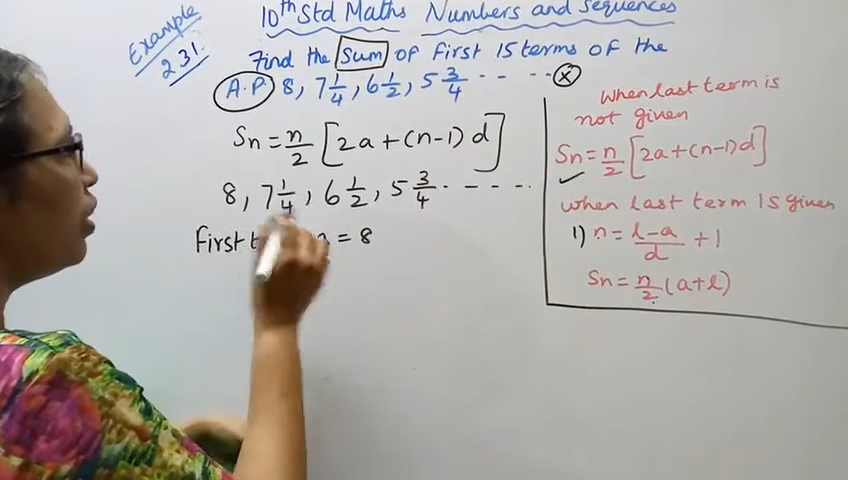 Example 2.31.
10th Std Maths Numbers and Sequences
Find the Sum of First 15 terms of the
A.P. 8, 7 1/4, 6 1/2, 5 3/4 - - - - - x
Sn = n/2 [2a+(n-1) d]
8, 7 1/4, 6 1/2, 5 3/4 - - - - -
First = 8
when last term is
not given
Sn = n/2 [2a+(n-1)d]
when last term is given
1) n = l-a/d + 1
Sn = n/2 (a+l)